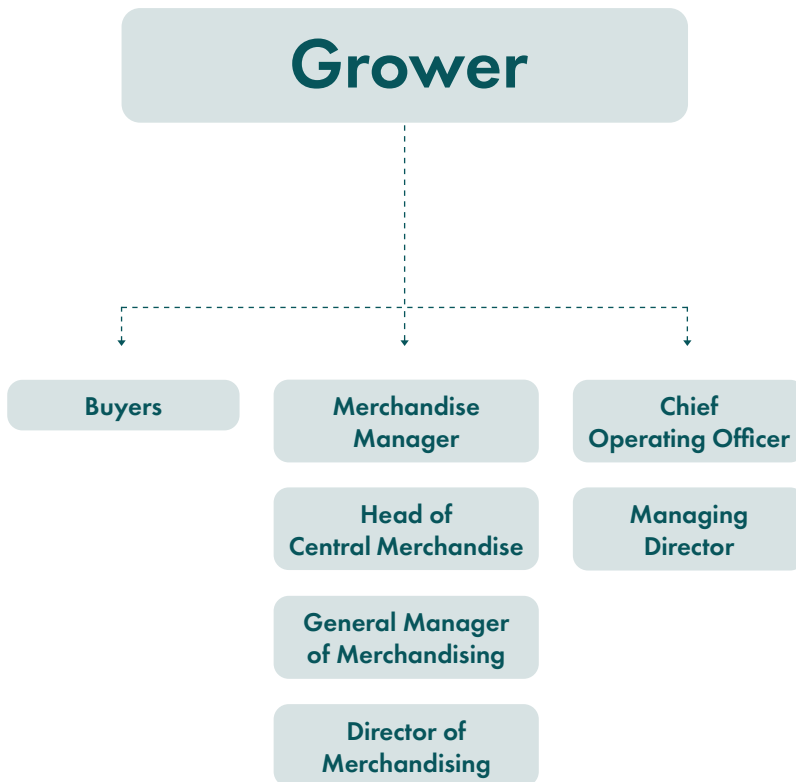 Grower
Buyers
Merchandise
Manager
Head of
Central Merchandise
General Manager
of Merchandising
Director of
Merchandising
Chief
Operating Officer
Managing
Director